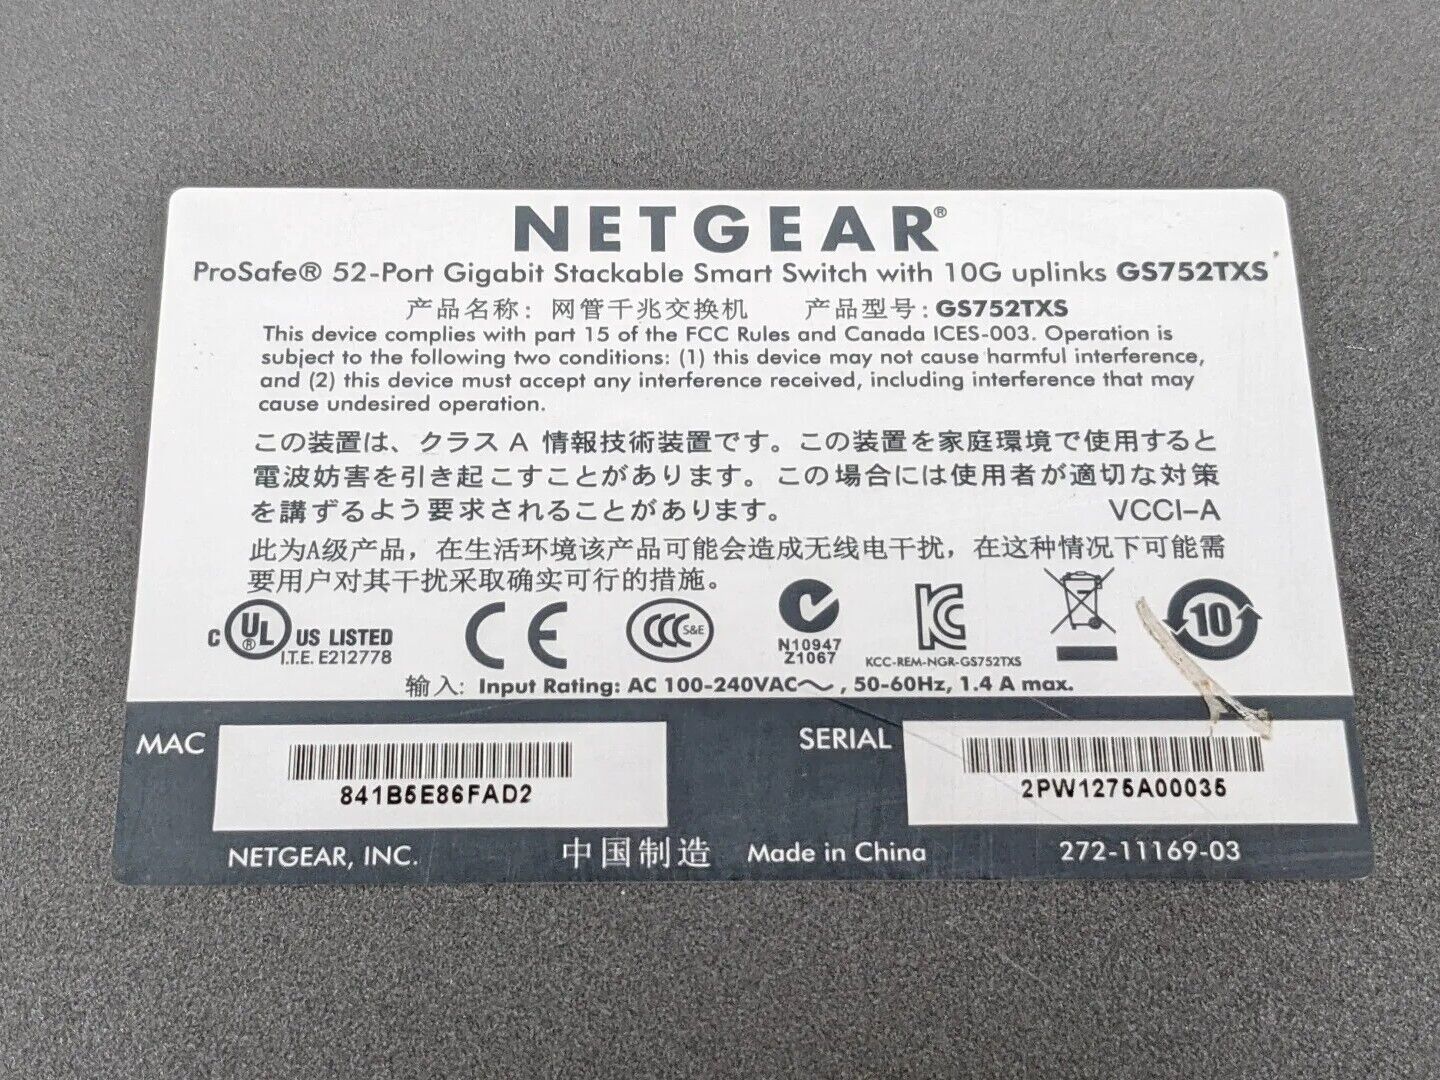 NETGEAR®
ProSafe® 52-Port Gigabit Stackable Smart Switch with 10G uplinks GS752TXS
产品名称: 网管千兆交换机 产品型号: GS752TXS
This device complies with part 15 of the FCC Rules and Canada ICES-003. Operation is
subject to the following two conditions: (1) this device may not cause harmful interference,
and (2) this device must accept any interference received, including interference that may
cause undesired operation.
この装置は、クラス A 情報技術装置です。この装置を家庭環境で使用すると
電波妨害を引き起こすことがあります。この場合には使用者が適切な対策
を講ずるよう要求されることがあります。 VCCI-A
此为A级产品，在生活环境该产品可能会造成无线电干扰，在这种情况下可能需
要用户对其干扰采取确实可行的措施。
C UL ® US LISTED
I.T.E. E212778
CE
CCC S&E
N10947
Z1067
KC
KCC-REM-NGR-GS752TXS
10
输入: Input Rating: AC 100-240VAC～, 50-60Hz, 1.4 A max.
MAC
841B5E86FAD2
SERIAL
2PW1275A00035
NETGEAR, INC. 中国制造 Made in China 272-11169-03